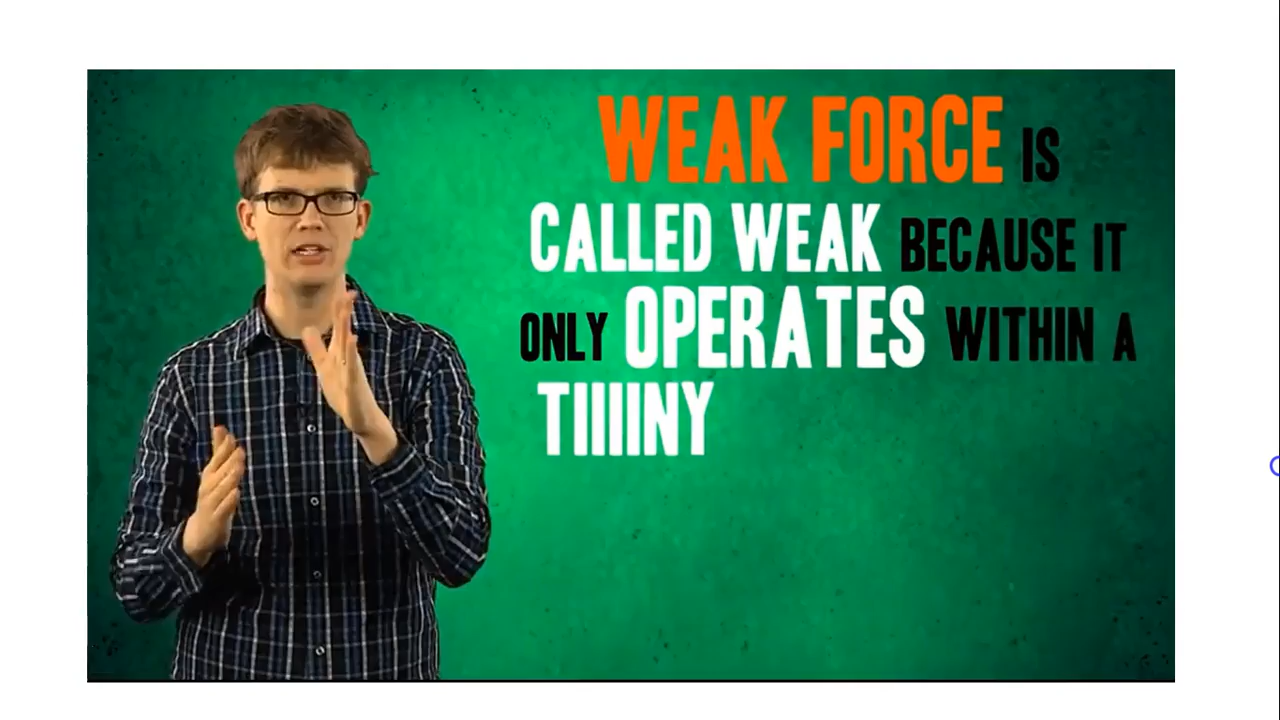 WEAK FORCE IS
CALLED WEAK BECAUSE IT
ONLY OPERATES WITHIN A
TIIIINY